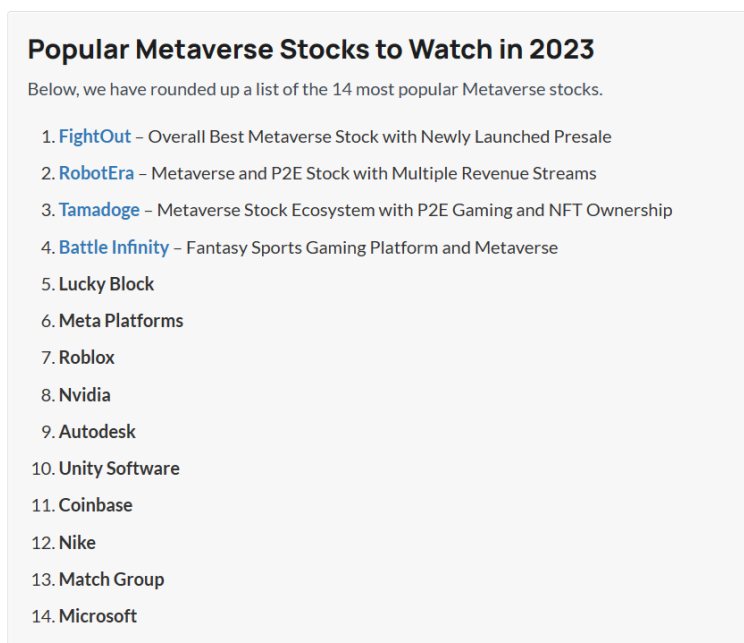 Popular Metaverse Stocks to Watch in 2023
Below, we have rounded up a list of the 14 most popular Metaverse stocks.
1. FightOut – Overall Best Metaverse Stock with Newly Launched Presale
2. RobotEra – Metaverse and P2E Stock with Multiple Revenue Streams
3. Tamadoge – Metaverse Stock Ecosystem with P2E Gaming and NFT Ownership
4. Battle Infinity – Fantasy Sports Gaming Platform and Metaverse
5. Lucky Block
6. Meta Platforms
7. Roblox
8. Nvidia
9. Autodesk
10. Unity Software
11. Coinbase
12. Nike
13. Match Group
14. Microsoft